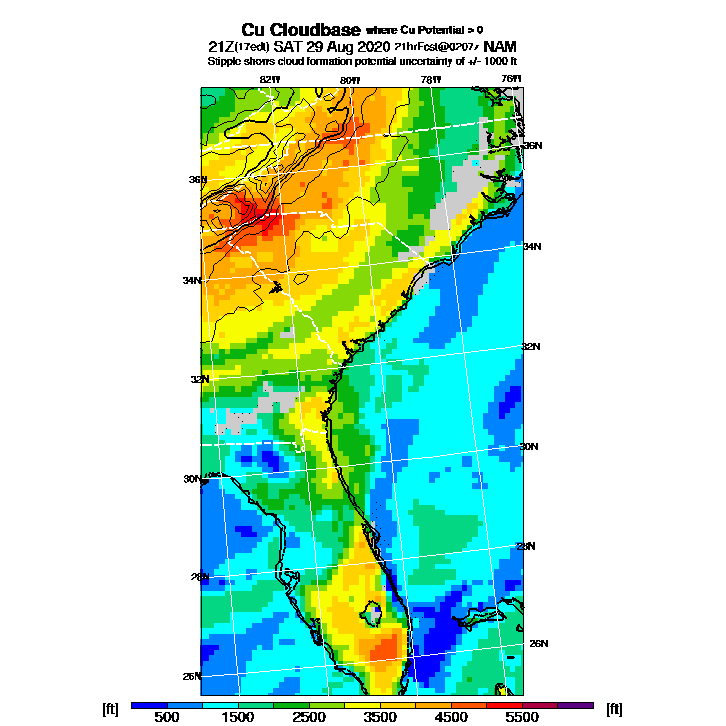 Cu Cloudbase where Cu Potential > 0
21Z(17edt) SAT 29 Aug 2020 21hrFcst@0207z NAM
Stipple shows cloud formation potential uncertainty of +/- 1000 ft
82W 80W 78W 76W
36N 36N
34N 34N
32N 32N
30N 30N
28N 28N
26N 26N
[ft] 500 1500 2500 3500 4500 5500 [ft]